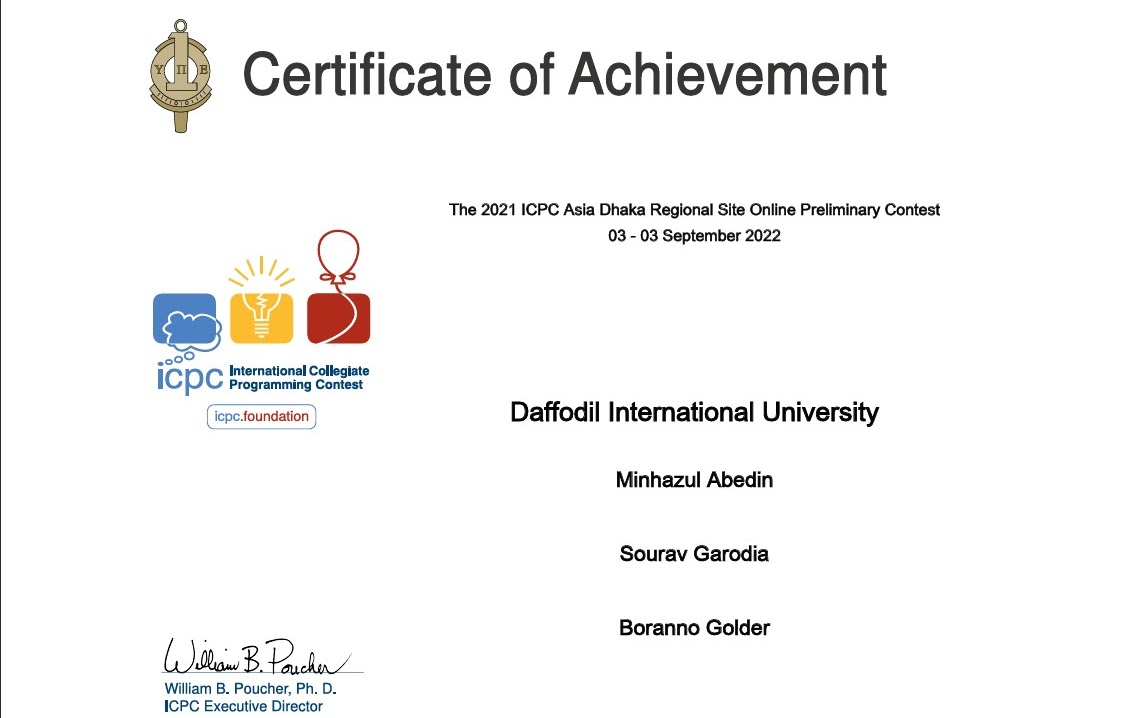 Υ Π Ε
Certificate of Achievement
The 2021 ICPC Asia Dhaka Regional Site Online Preliminary Contest
03 - 03 September 2022
icpc International Collegiate
Programming Contest
icpc.foundation
Daffodil International University
Minhazul Abedin
Sourav Garodia
Boranno Golder
William B. Poucher
William B. Poucher, Ph. D.
ICPC Executive Director